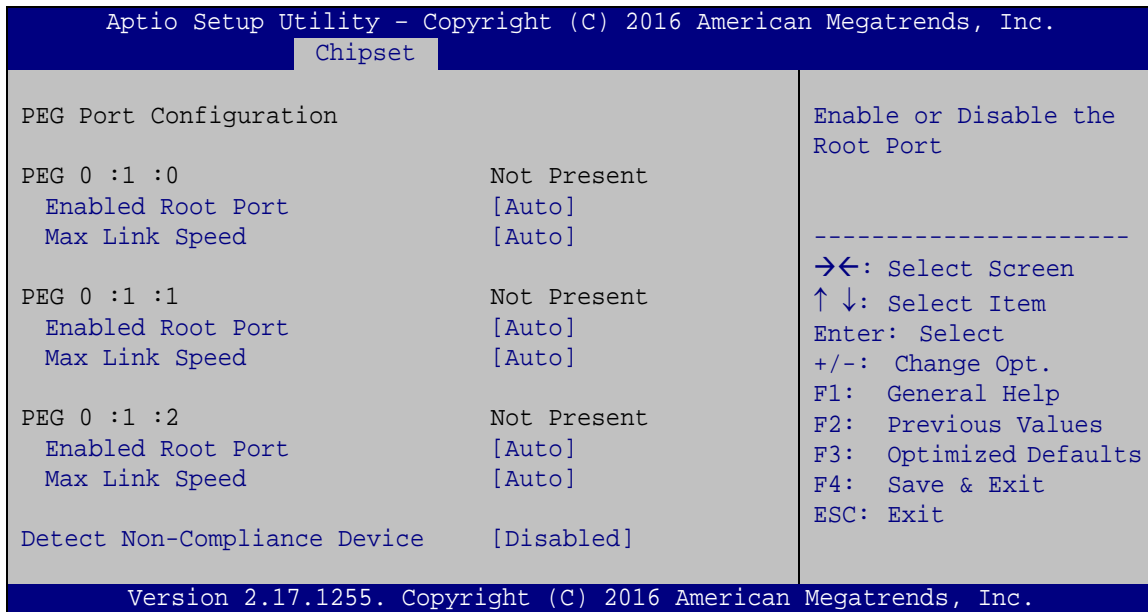 Aptio Setup Utility – Copyright (C) 2016 American Megatrends, Inc.
Chipset
PEG Port Configuration
PEG 0 :1 :0 Not Present
Enabled Root Port [Auto]
Max Link Speed [Auto]
PEG 0 :1 :1 Not Present
Enabled Root Port [Auto]
Max Link Speed [Auto]
PEG 0 :1 :2 Not Present
Enabled Root Port [Auto]
Max Link Speed [Auto]
Detect Non-Compliance Device [Disabled]
Enable or Disable the
Root Port
----------------------
→←: Select Screen
↑ ↓: Select Item
Enter: Select
+/-: Change Opt.
F1: General Help
F2: Previous Values
F3: Optimized Defaults
F4: Save & Exit
ESC: Exit
Version 2.17.1255. Copyright (C) 2016 American Megatrends, Inc.